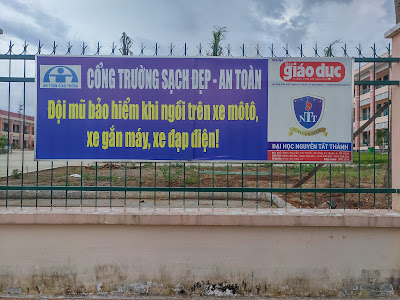 AN TOÀN GIAO THÔNG
CỔNG TRƯỜNG SẠCH ĐẸP - AN TOÀN
Đội mũ bảo hiểm khi ngồi trên xe môtô,
xe gắn máy, xe đạp điện!
giáo dục
NTT
ĐẠI HỌC NGUYỄN TẤT THÀNH